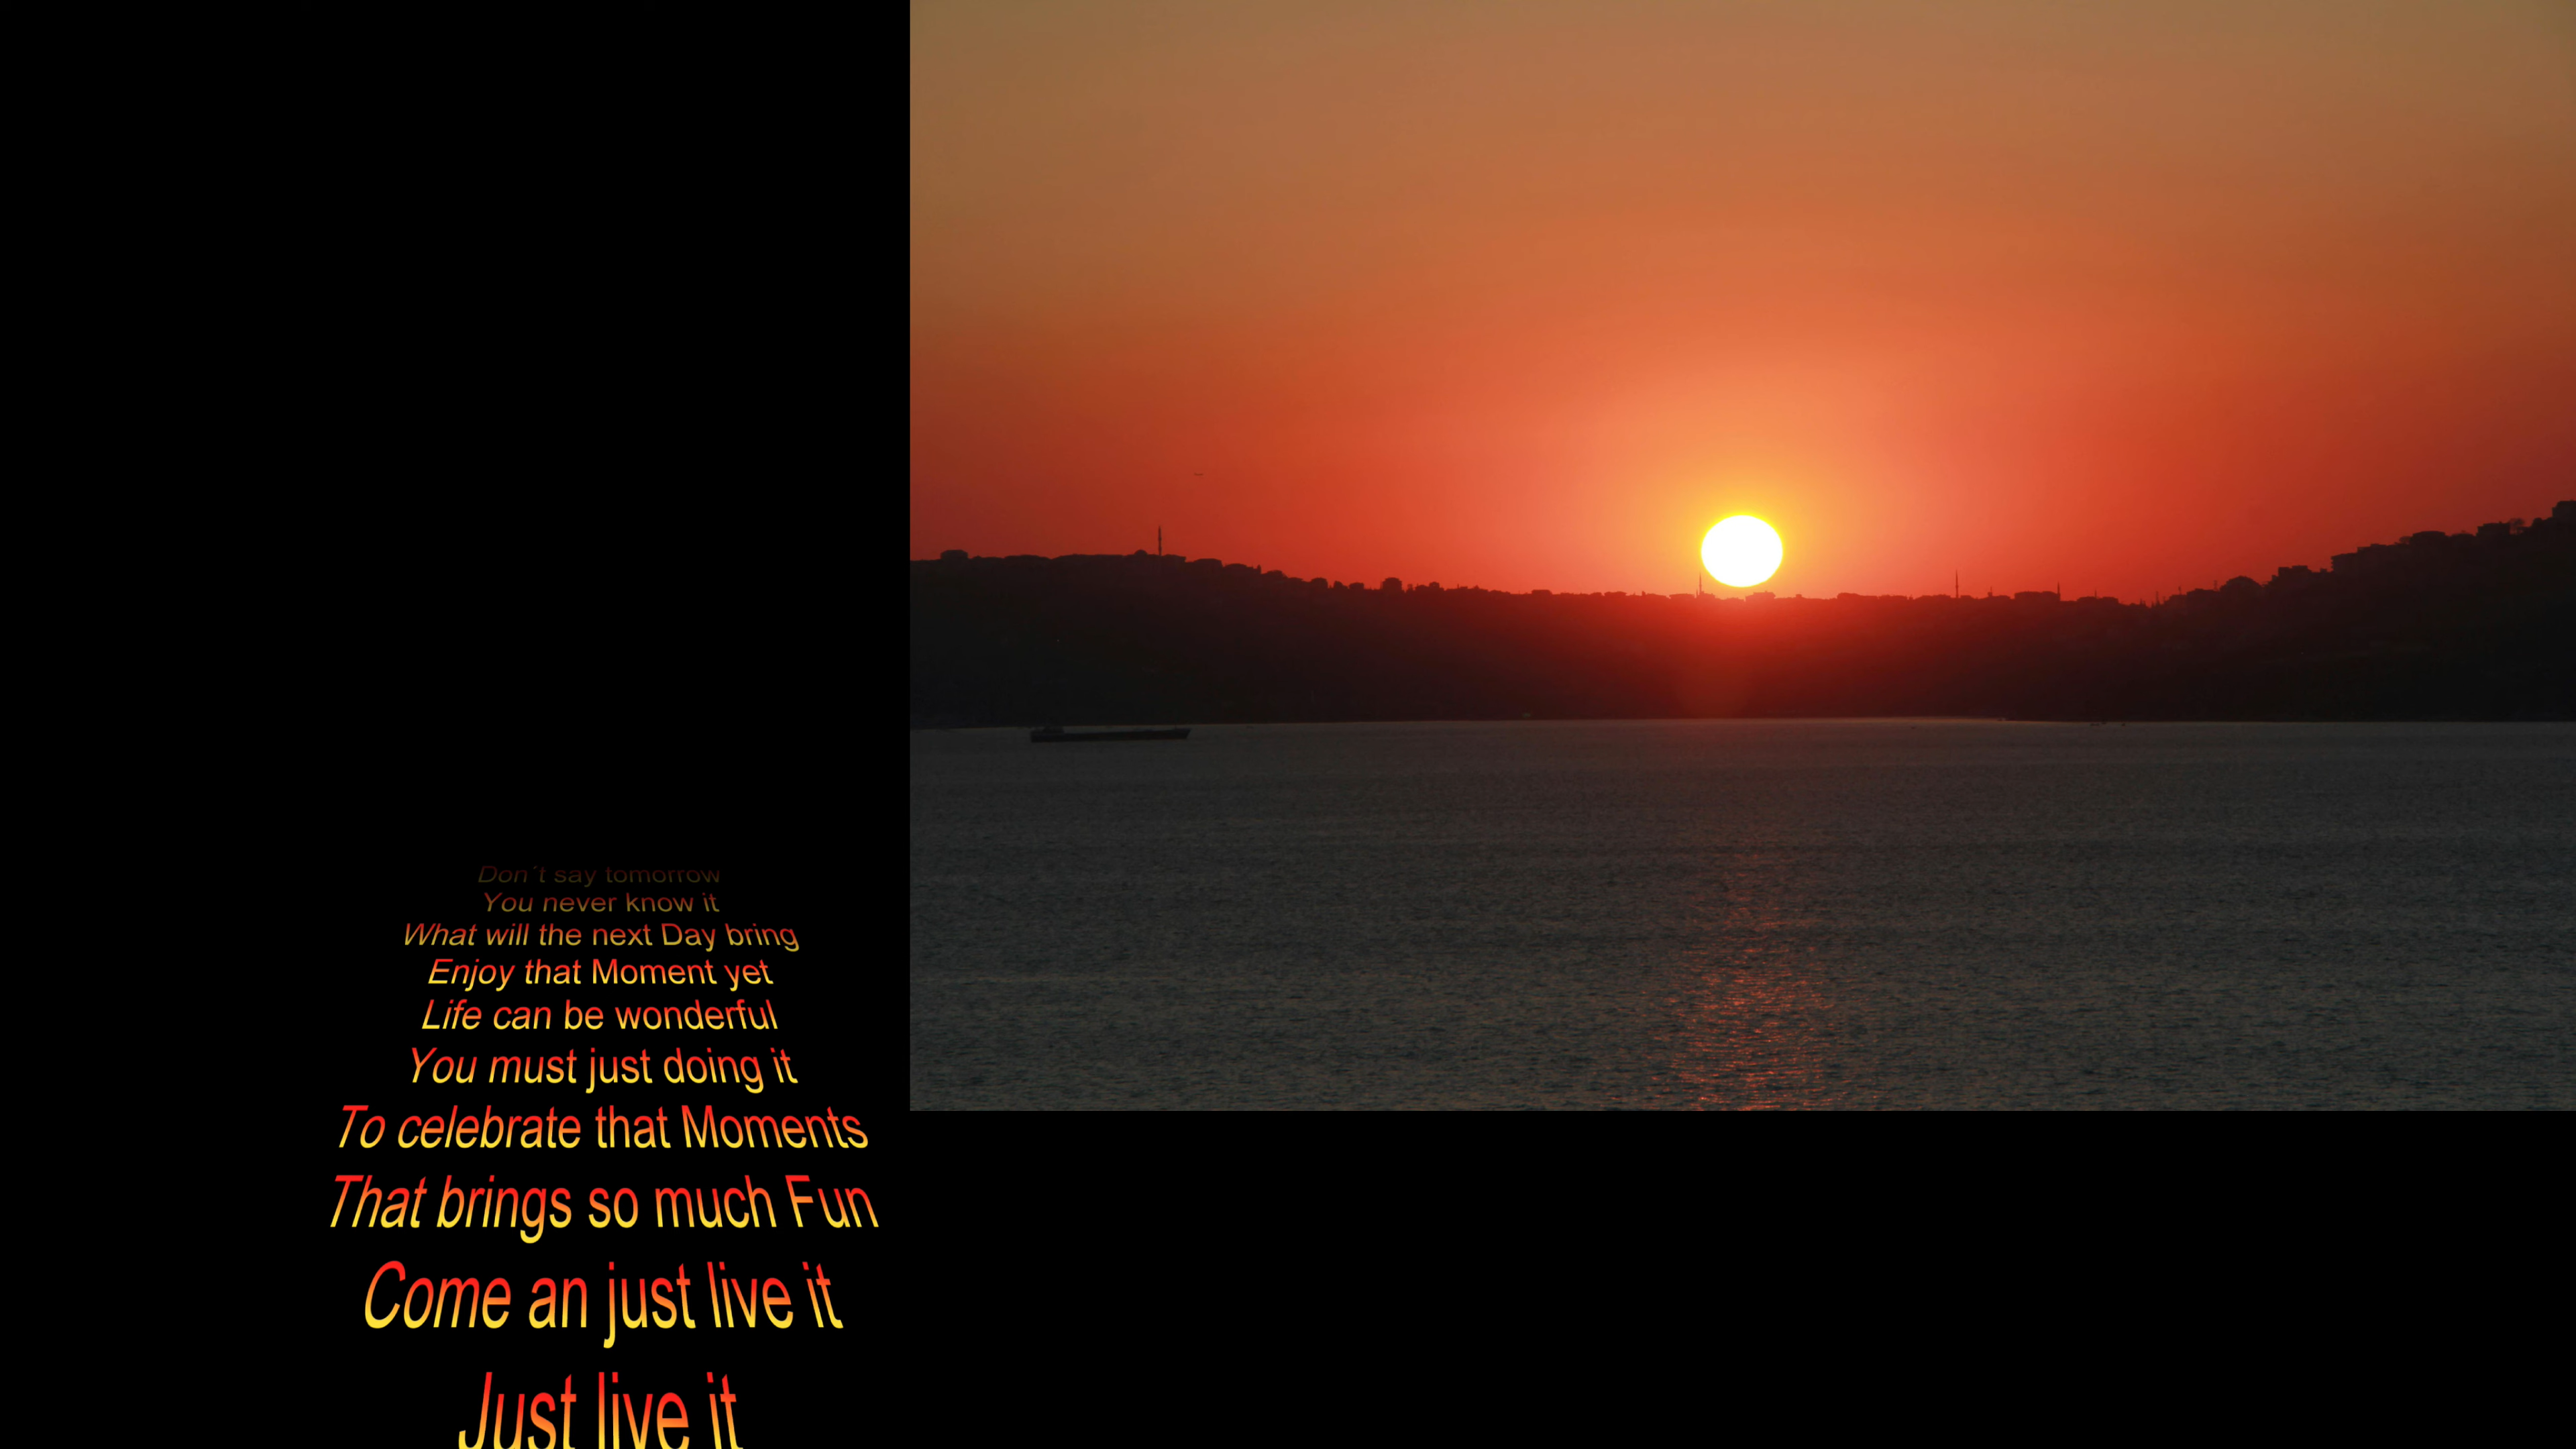 Don´t say tomorrow
You never know it
What will the next Day bring
Enjoy that Moment yet
Life can be wonderful
You must just doing it
To celebrate that Moments
That brings so much Fun
Come an just live it
Just live it